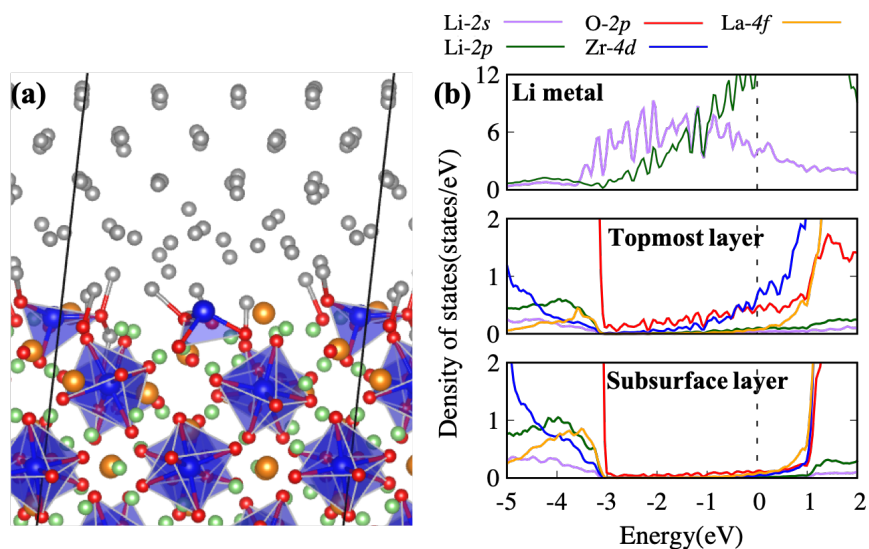 Li-2s O-2p La-4f
Li-2p Zr-4d
(a)
(b)
Li metal
12
6
0
Topmost layer
2
1
0
Subsurface layer
2
1
0
Density of states(states/eV)
-5 -4 -3 -2 -1 0 1 2
Energy(eV)